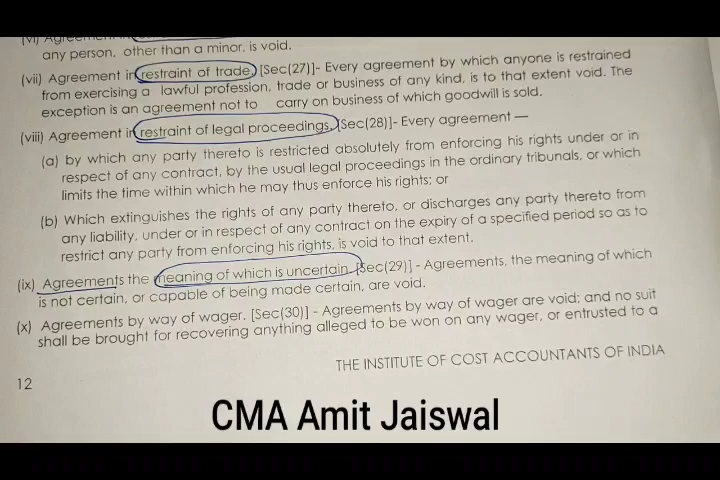 (vi) Agreement in
any person, other than a minor, is void.
(vii) Agreement in restraint of trade [Sec(27)]- Every agreement by which anyone is restrained
from exercising a lawful profession, trade or business of any kind, is to that extent void. The
exception is an agreement not to carry on business of which goodwill is sold.
(viii) Agreement in restraint of legal proceedings. [Sec(28)]- Every agreement —
(a) by which any party thereto is restricted absolutely from enforcing his rights under or in
respect of any contract, by the usual legal proceedings in the ordinary tribunals, or which
limits the time within which he may thus enforce his rights; or
(b) Which extinguishes the rights of any party thereto, or discharges any party thereto from
any liability, under or in respect of any contract on the expiry of a specified period so as to
restrict any party from enforcing his rights, is void to that extent.
(ix) Agreements the meaning of which is uncertain [Sec(29)] - Agreements, the meaning of which
is not certain, or capable of being made certain, are void.
(x) Agreements by way of wager. [Sec(30)] - Agreements by way of wager are void; and no suit
shall be brought for recovering anything alleged to be won on any wager, or entrusted to a
THE INSTITUTE OF COST ACCOUNTANTS OF INDIA
12
CMA Amit Jaiswal